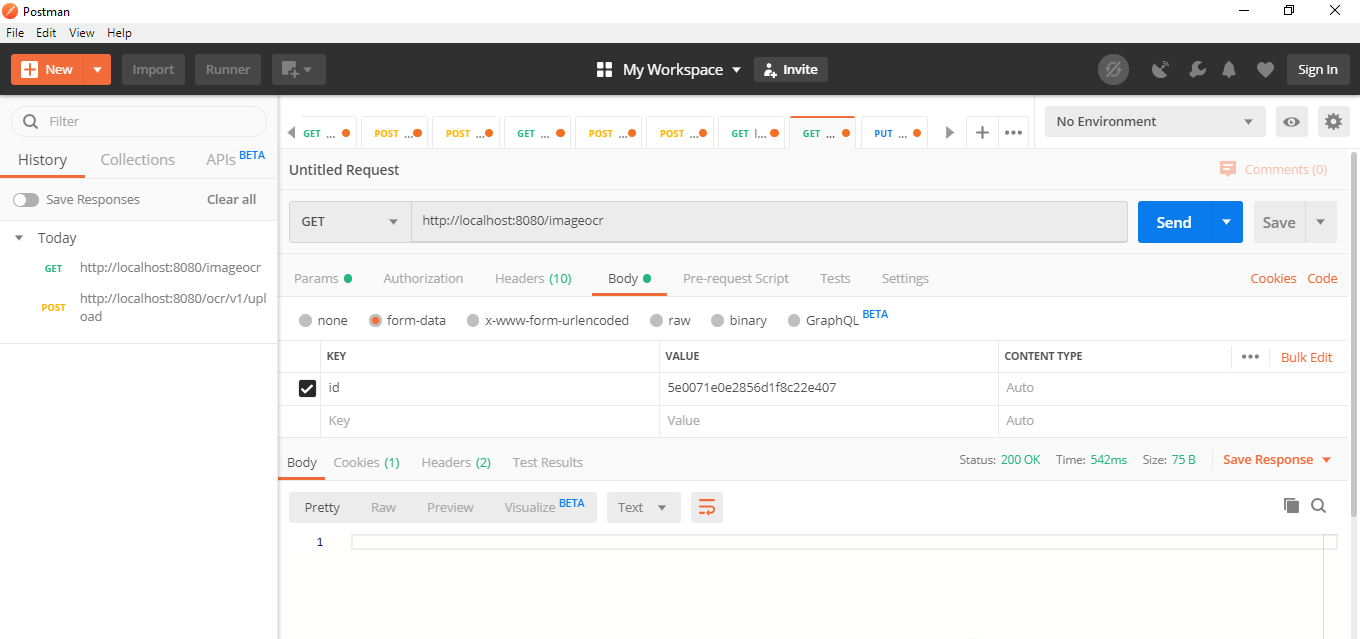 Postman
File Edit View Help
New Import Runner My Workspace Invite Sign In
Filter
History Collections APIs BETA
Save Responses Clear all
Today
GET http://localhost:8080/imageocr
POST http://localhost:8080/ocr/v1/upl
oad
GET ... POST ... POST ... GET ... POST ... POST ... GET |... GET ... PUT ... No Environment
Untitled Request Comments (0)
GET http://localhost:8080/imageocr Send Save
Params Authorization Headers (10) Body Pre-request Script Tests Settings Cookies Code
none form-data x-www-form-urlencoded raw binary GraphQL BETA
KEY VALUE CONTENT TYPE Bulk Edit
id 5e0071e0e2856d1f8c22e407 Auto
Key Value Auto
Body Cookies (1) Headers (2) Test Results Status: 200 OK Time: 542ms Size: 75 B Save Response
Pretty Raw Preview Visualize BETA Text
1